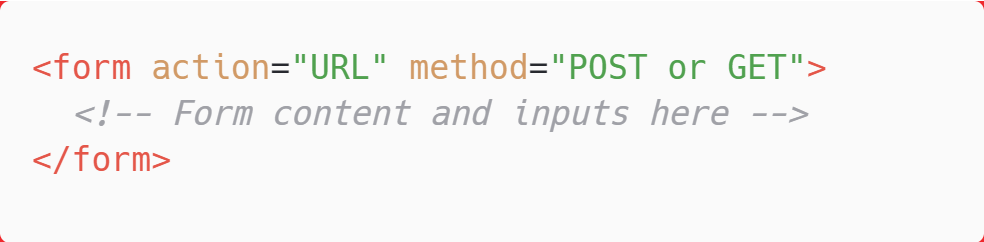 <form action="URL" method="POST or GET">
  <!-- Form content and inputs here -->
</form>